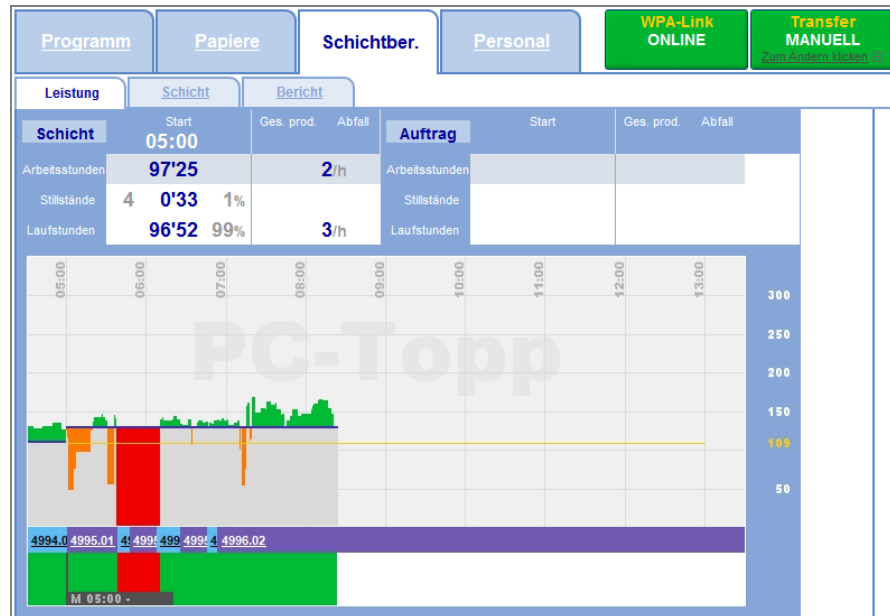 WPA-Link Transfer
Programm Papiere Schichtber. Personal ONLINE MANUELL
Zum Ändern klicken
Leistung Schicht Bericht
Start Ges. prod. Abfall Start Ges. prod. Abfall
Schicht 05:00 Auftrag
Arbeitsstunden 97'25 2/h Arbeitsstunden
Stillstände 4 0'33 1% Stillstände
Laufstunden 96'52 99% 3/h Laufstunden
05:00 06:00 07:00 08:00 09:00 10:00 11:00 12:00 13:00
300
250
PC-Topp
200
150
109
50
4994.0 4995.01 4995 499 4995 4 4996.02
M 05:00 -